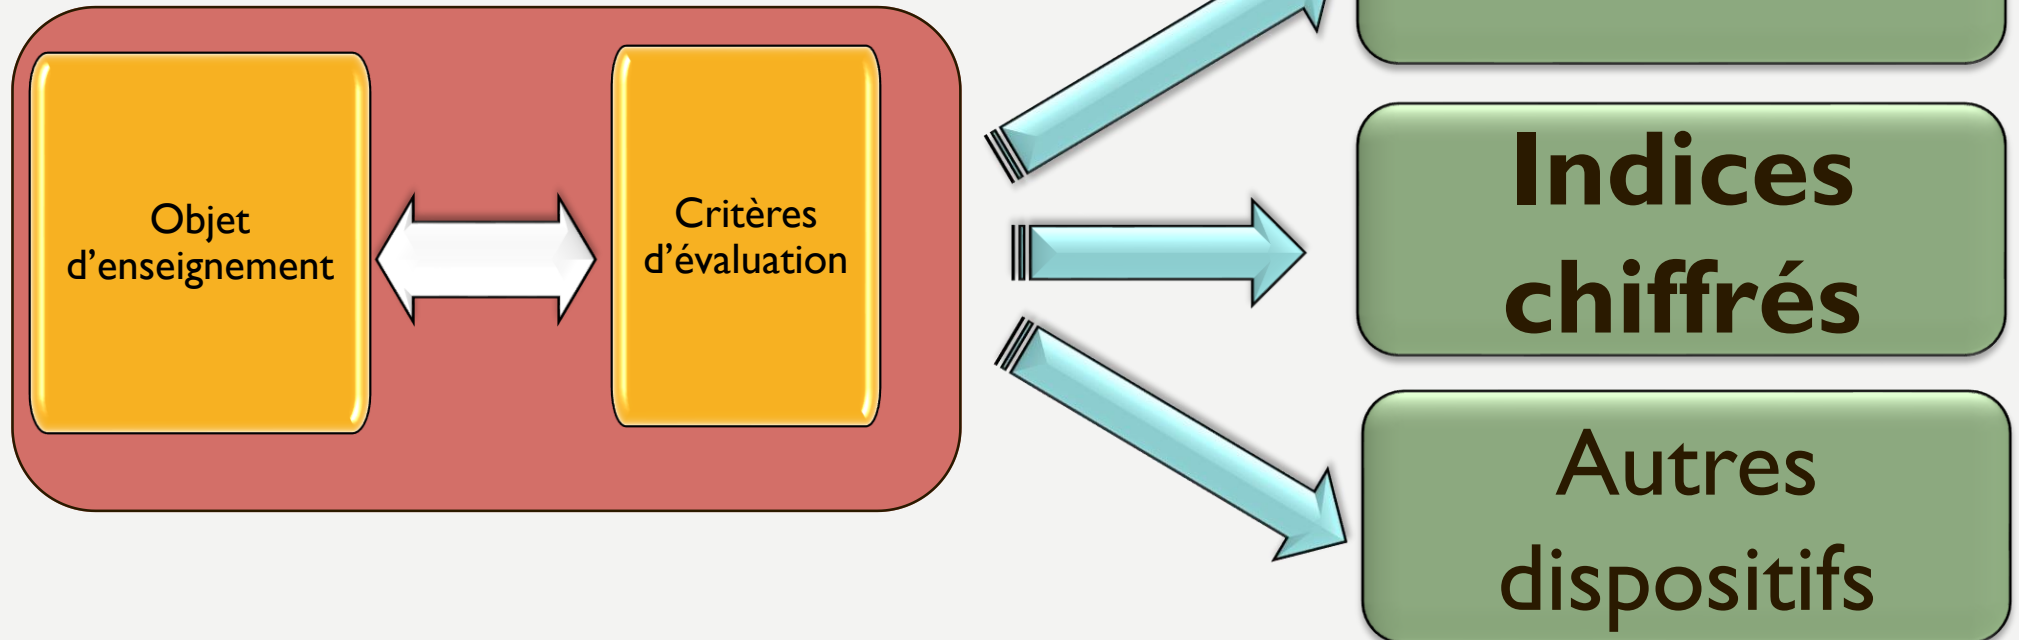 Objet
d’enseignement
Critères
d’évaluation
Indices
chiffrés
Autres
dispositifs